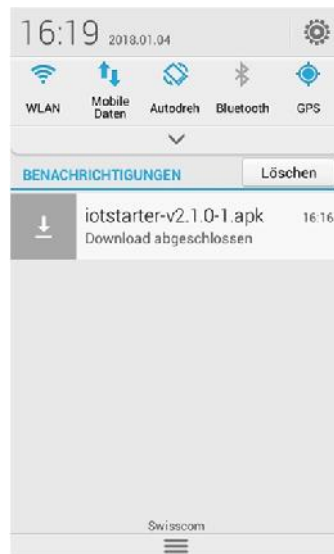 16:19 2018.01.04
WLAN Mobile Daten Autodreh Bluetooth GPS
BENACHRICHTIGUNGEN Löschen
iotstarter-v2.1.0-1.apk 16:16
Download abgeschlossen
Swisscom